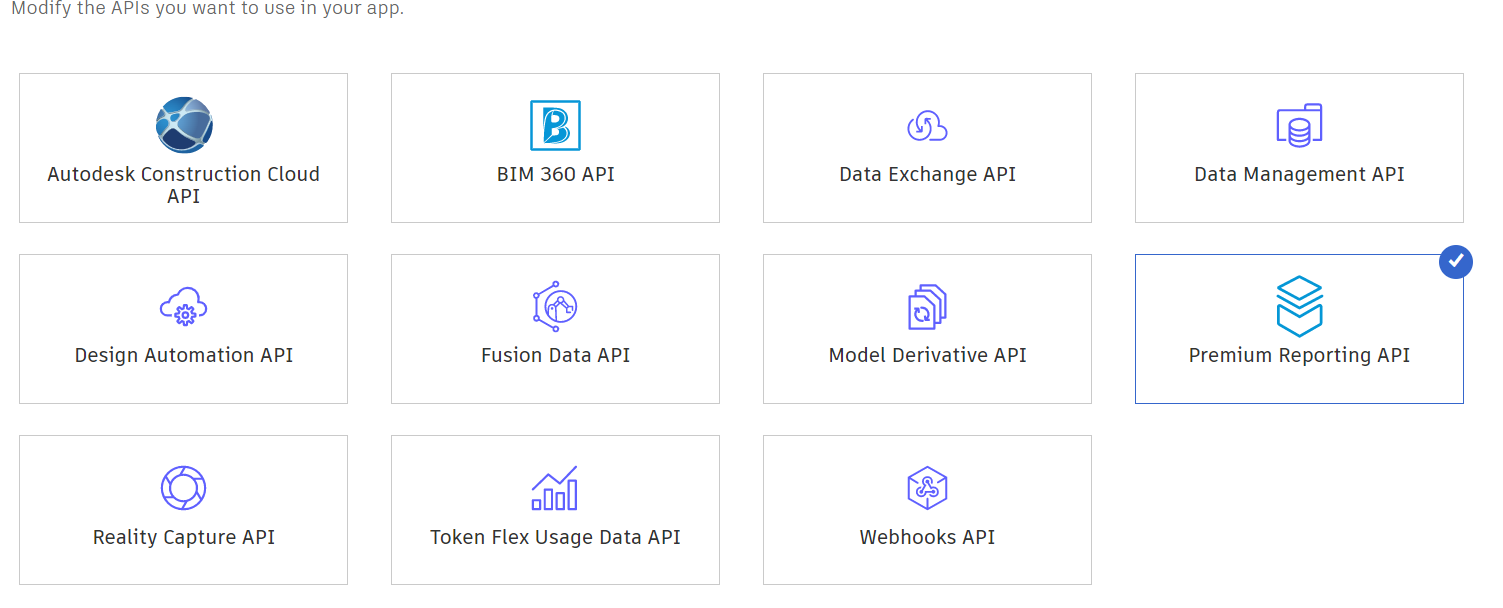 Modify the APIs you want to use in your app.
Autodesk Construction Cloud
API
BIM 360 API
Data Exchange API
Data Management API
Design Automation API
Fusion Data API
Model Derivative API
Premium Reporting API
Reality Capture API
Token Flex Usage Data API
Webhooks API